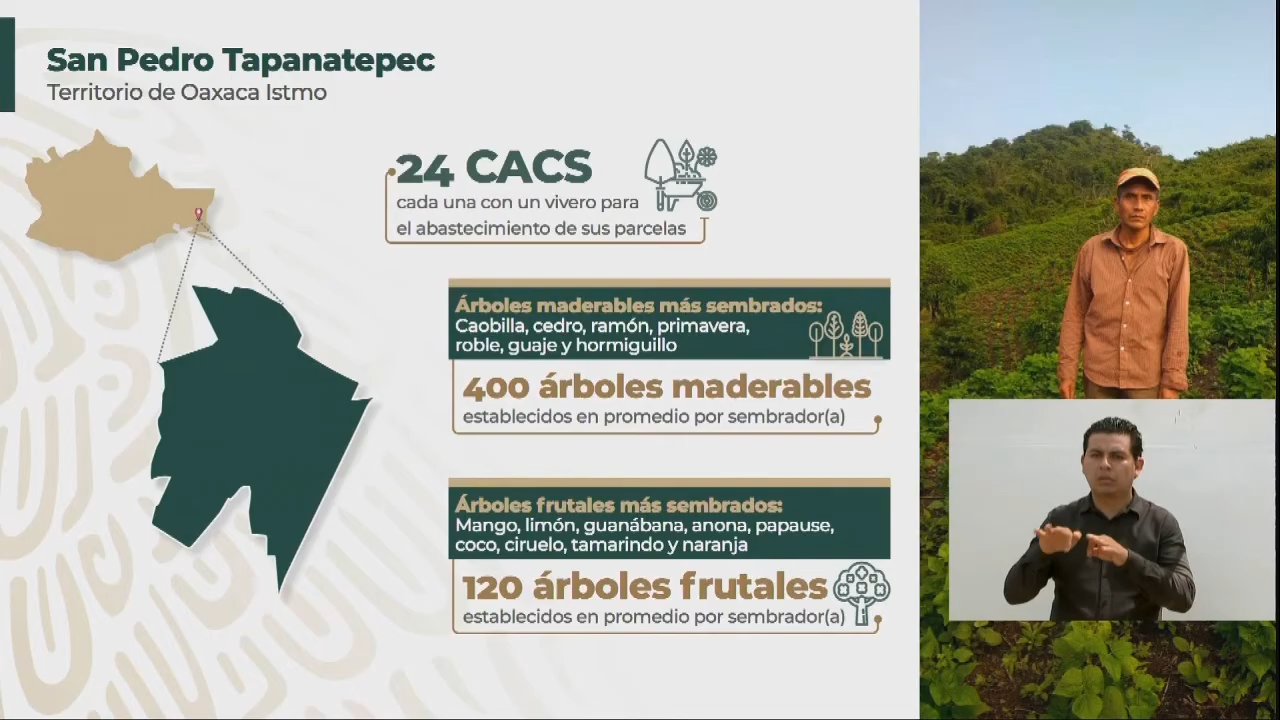 San Pedro Tapanatepec
Territorio de Oaxaca Istmo
24 CACS
cada una con un vivero para
el abastecimiento de sus parcelas
Árboles maderables más sembrados:
Caobilla, cedro, ramón, primavera,
roble, guaje y hormiguillo
400 árboles maderables
establecidos en promedio por sembrador(a)
Árboles frutales más sembrados:
Mango, limón, guanábana, anona, papause,
coco, ciruelo, tamarindo y naranja
120 árboles frutales
establecidos en promedio por sembrador(a)